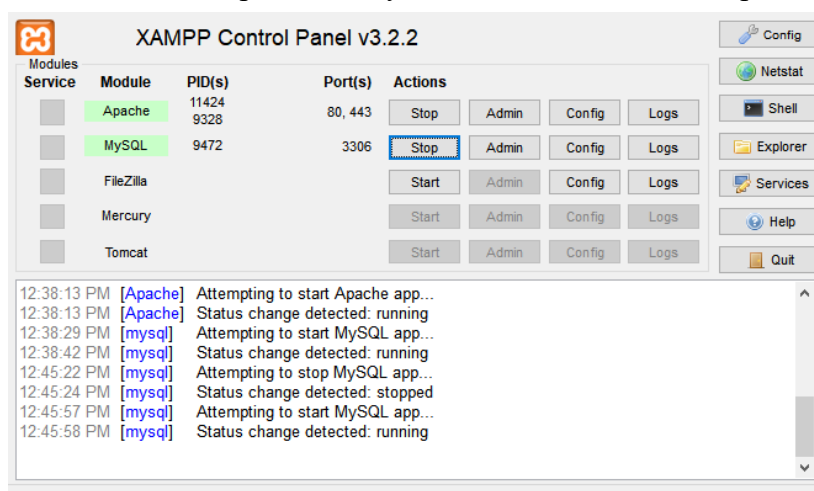 XAMPP Control Panel v3.2.2
Config
Modules
Service Module PID(s) Port(s) Actions
Netstat
Apache 11424 9328 80, 443 Stop Admin Config Logs
Shell
MySQL 9472 3306 Stop Admin Config Logs
Explorer
FileZilla Start Admin Config Logs
Services
Mercury Start Admin Config Logs
Help
Tomcat Start Admin Config Logs
Quit
12:38:13 PM [Apache] Attempting to start Apache app...
12:38:13 PM [Apache] Status change detected: running
12:38:29 PM [mysql] Attempting to start MySQL app...
12:38:42 PM [mysql] Status change detected: running
12:45:22 PM [mysql] Attempting to stop MySQL app...
12:45:24 PM [mysql] Status change detected: stopped
12:45:57 PM [mysql] Attempting to start MySQL app...
12:45:58 PM [mysql] Status change detected: running